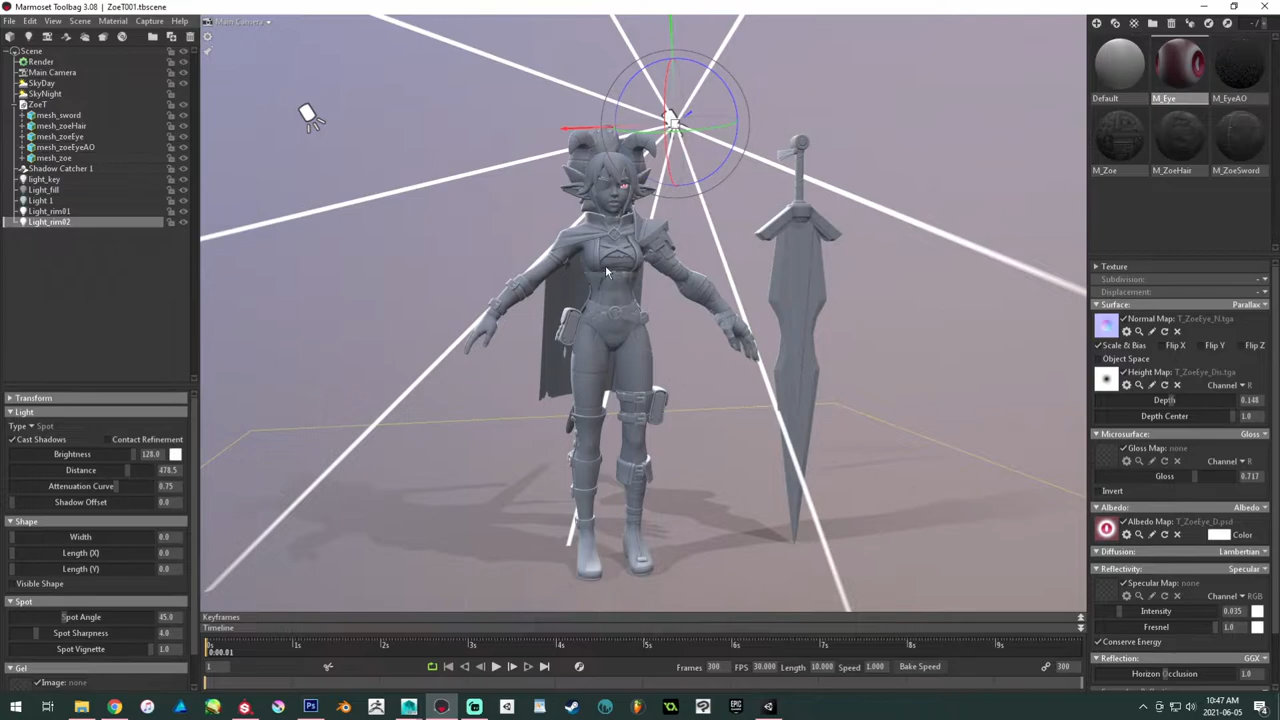 Marmoset Toolbag 3.08 | ZoeT001.tbscene
File Edit View Scene Material Capture Help
Main Camera
Scene
Render
Main Camera
SkyDay
SkyNight
ZoeT
mesh_sword
mesh_zoeHair
mesh_zoeEye
mesh_zoeEyeAO
mesh_zoe
Shadow Catcher 1
light_key
Light_fill
Light 1
Light_rim01
Light_rim02
Transform
Light
Type Spot
Cast Shadows Contact Refinement
Brightness 128.0
Distance 478.5
Attenuation Curve 0.75
Shadow Offset 0.0
Shape
Width 0.0
Length (X) 0.0
Length (Y) 0.0
Visible Shape
Spot
Spot Angle 45.0
Spot Sharpness 4.0
Spot Vignette 1.0
Gel
Image: none
Keyframes
Timeline
0s 1s 2s 3s 4s 5s 6s 7s 8s 9s
0:00.01
1
Frames 300 FPS 30.000 Length 10.000 Speed 1.000 Bake Speed 300
Default M_Eye M_EyeAO
M_Zoe M_ZoeHair M_ZoeSword
Texture
Subdivision: -
Displacement: -
Surface: Parallax
Normal Map: T_ZoeEye_N.tga
Scale & Bias Flip X Flip Y Flip Z
Object Space
Height Map: T_ZoeEye_Dis.tga
Channel R
Depth 0.148
Depth Center 1.0
Microsurface: Gloss
Gloss Map: none
Channel R
Gloss 0.717
Invert
Albedo: Albedo
Albedo Map: T_ZoeEye_D.psd
Color
Diffusion: Lambertian
Reflectivity: Specular
Specular Map: none
Channel RGB
Intensity 0.035
Fresnel 1.0
Conserve Energy
Reflection: GGX
Horizon Occlusion 1.0
10:47 AM
2021-06-05